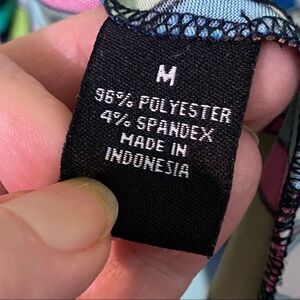 M
96% POLYESTER
4% SPANDEX
MADE IN
INDONESIA